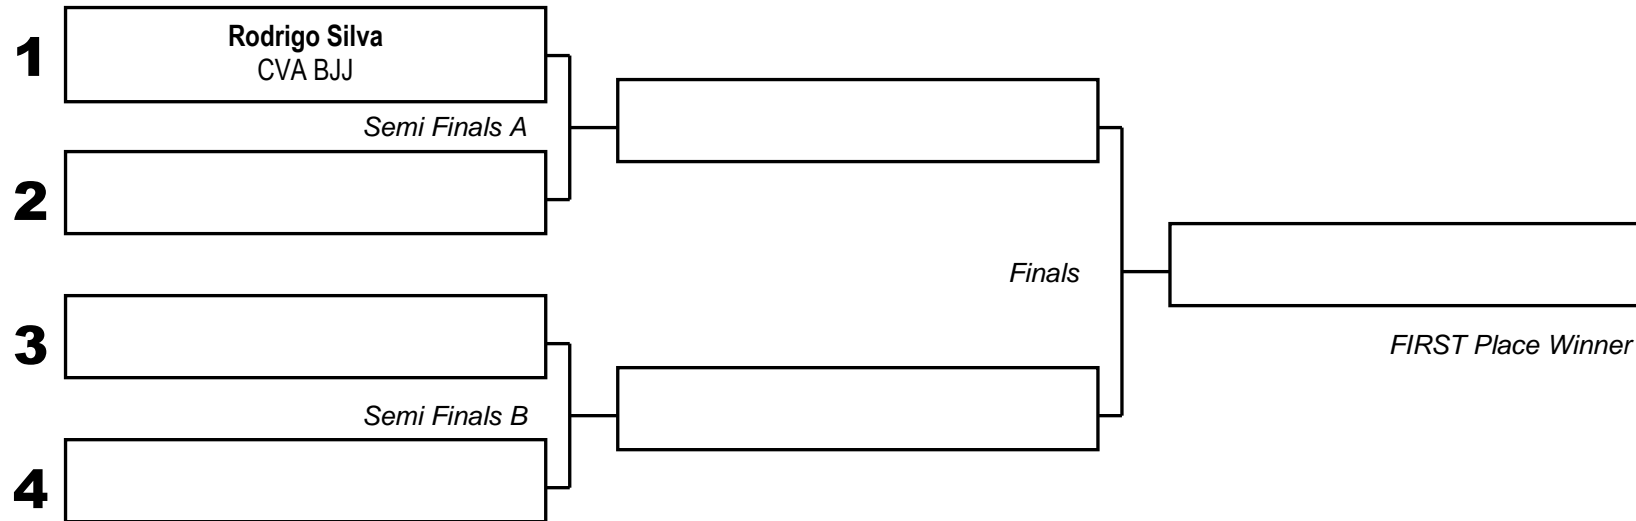 1
Rodrigo Silva
CVA BJJ
Semi Finals A
2
Finals
3
FIRST Place Winner
Semi Finals B
4